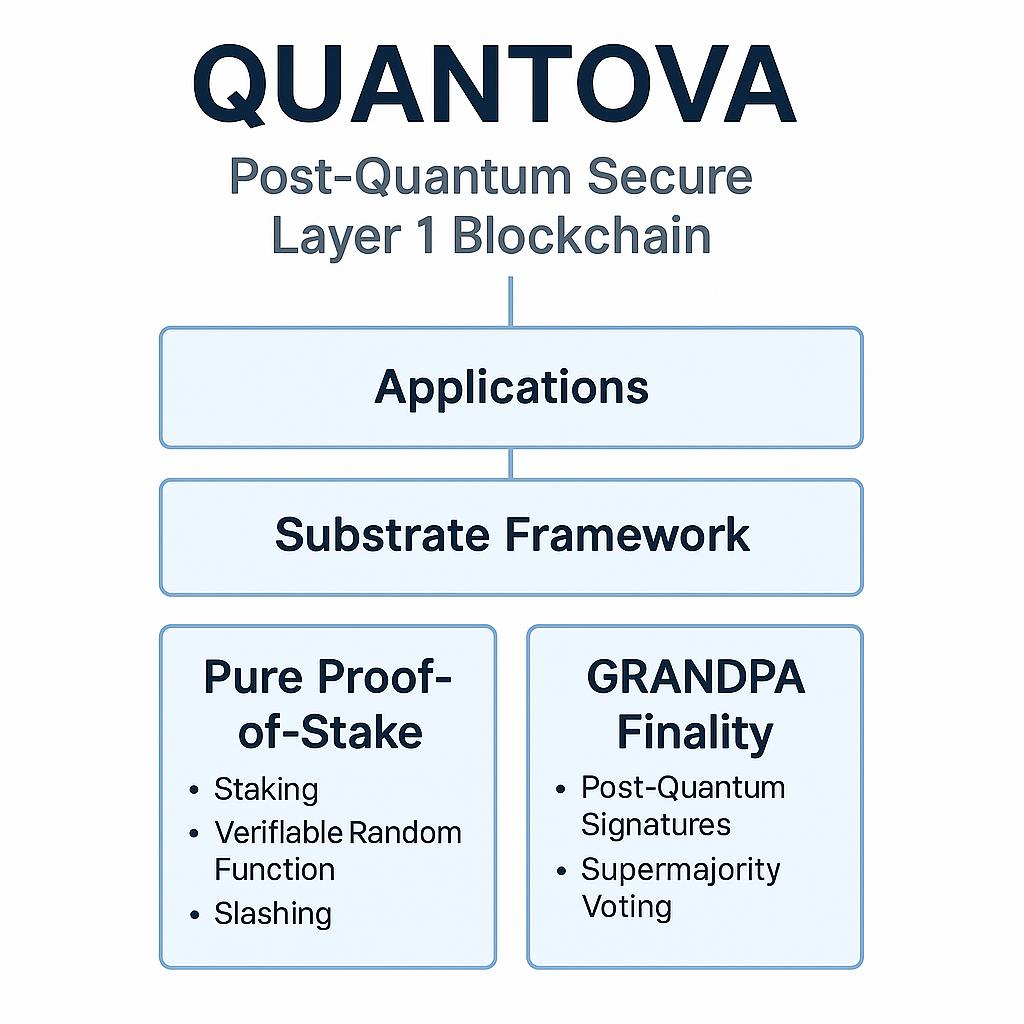 QUANTOVA
Post-Quantum Secure
Layer 1 Blockchain
Applications
Substrate Framework
Pure Proof-
of-Stake
• Staking
• Veriflable Random
Function
• Slashing
GRANDPA
Finality
• Post-Quantum
Signatures
• Supermajority
Voting